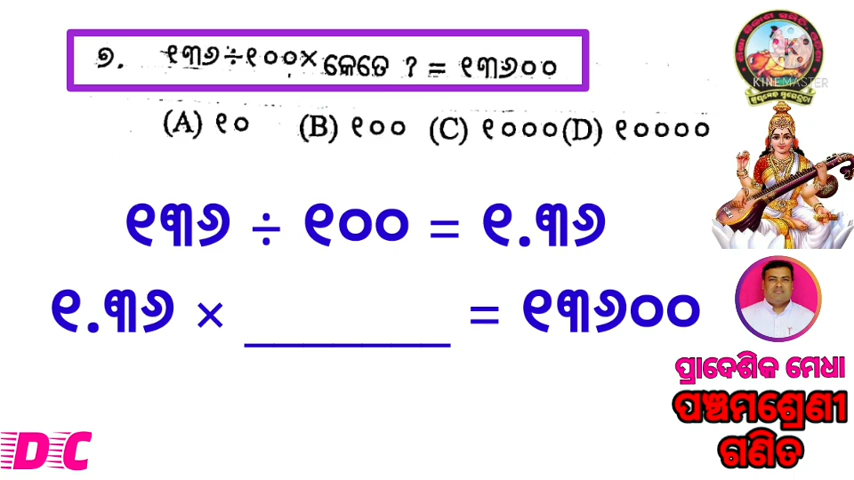 ୭. ୧୩୬÷୧୦୦× କେତେ ? = ୧୩୬୦୦
(A) ୧୦ (B) ୧୦୦ (C) ୧୦୦୦ (D) ୧୦୦୦୦
୧୩୬ ÷ ୧୦୦ = ୧.୩୬
୧.୩୬ × ________ = ୧୩୬୦୦
KINEMASTER
ପ୍ରାଦେଶିକ ମେଧା
ପଞ୍ଚମଶ୍ରେଣୀ
ଗଣିତ
DC